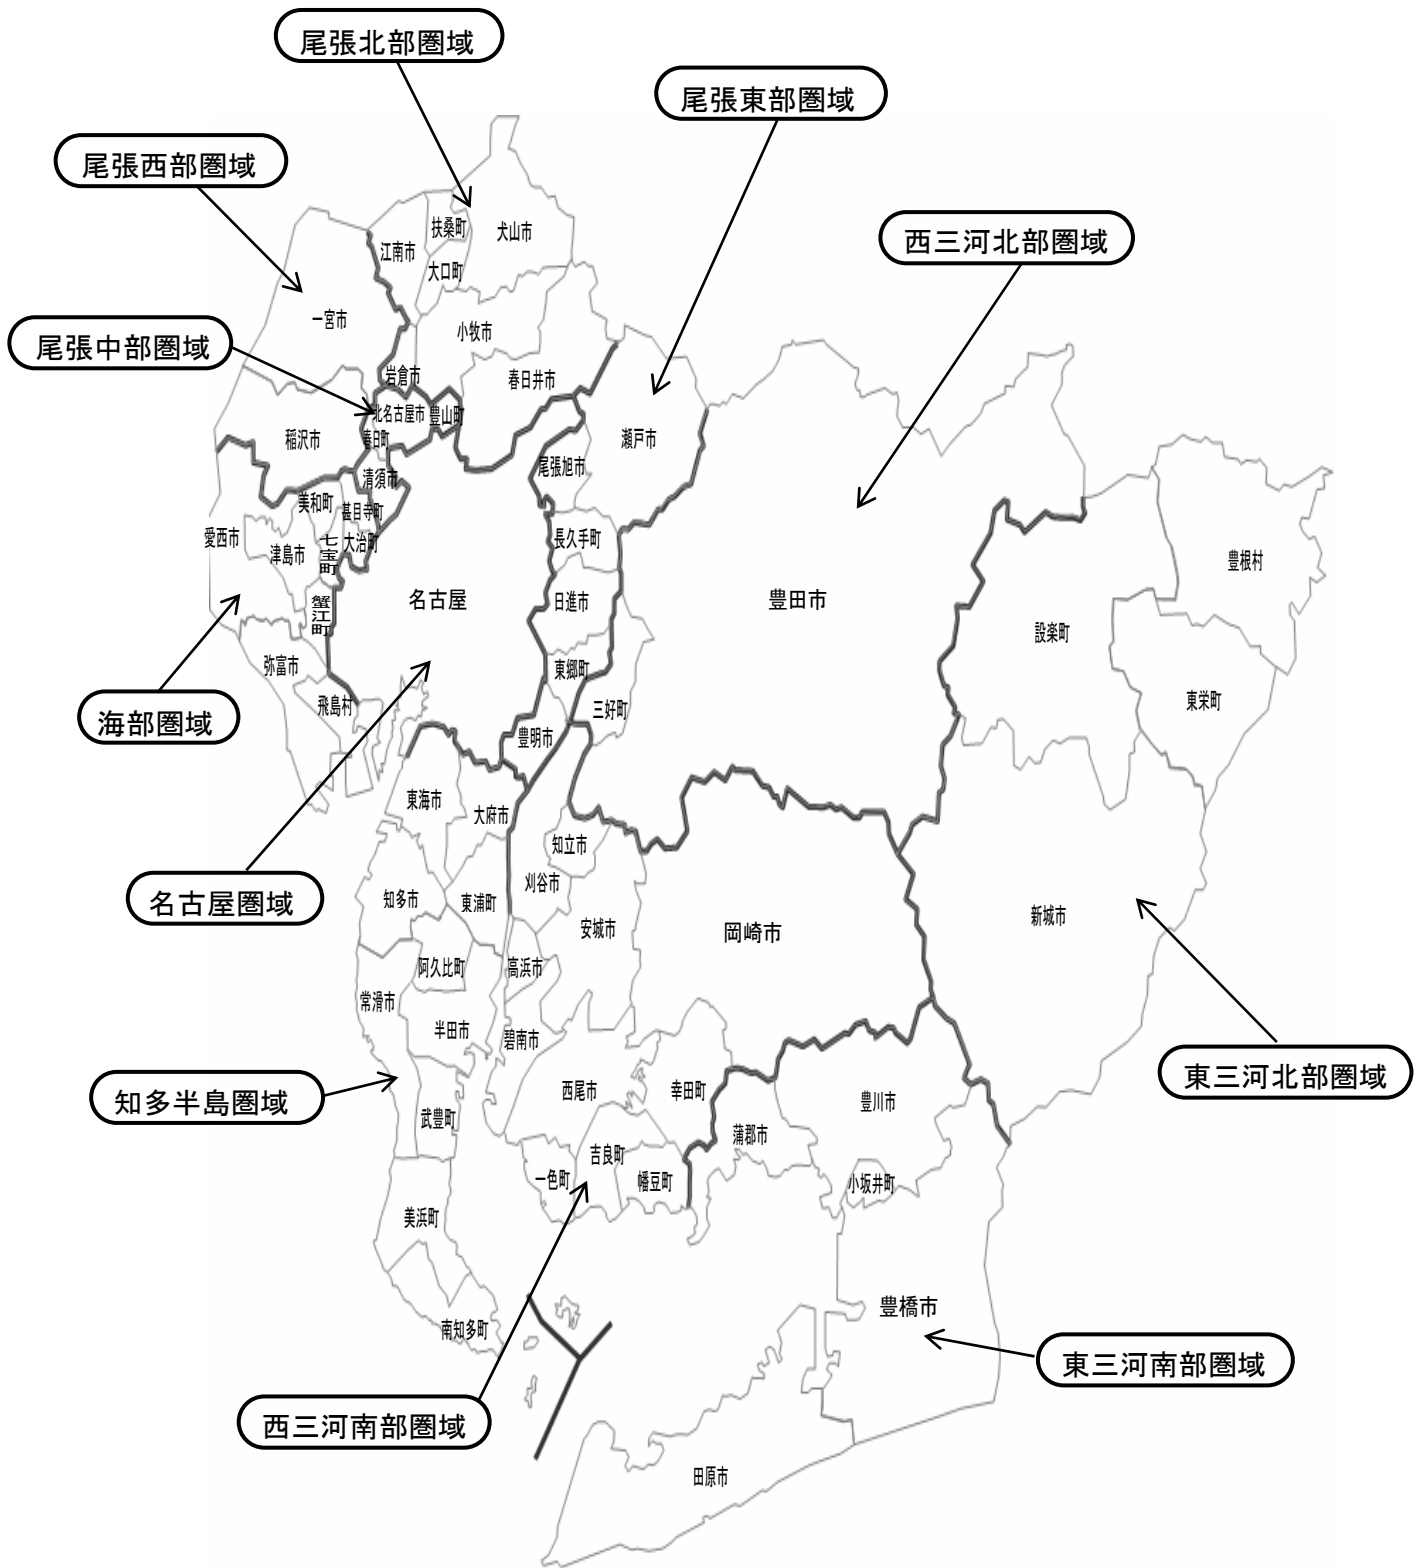 尾張北部圏域
尾張東部圏域
尾張西部圏域
西三河北部圏域
扶桑町
犬山市
江南市
大口町
一宮市
小牧市
尾張中部圏域
岩倉市
春日井市
北名古屋市
豊山町
稲沢市
春日町
瀬戸市
尾張旭市
清須市
美和町
甚目寺町
愛西市
津島市
七宝町
大治町
長久手町
豊根村
名古屋
日進市
豊田市
蟹江町
設楽町
弥富市
東郷町
東栄町
飛島村
三好町
海部圏域
豊明市
東海市
大府市
知立市
刈谷市
知多市
東浦町
名古屋圏域
安城市
岡崎市
新城市
阿久比町
高浜市
常滑市
半田市
碧南市
東三河北部圏域
西尾市
幸田町
豊川市
知多半島圏域
武豊町
蒲郡市
吉良町
一色町
幡豆町
小坂井町
美浜町
豊橋市
南知多町
東三河南部圏域
西三河南部圏域
田原市